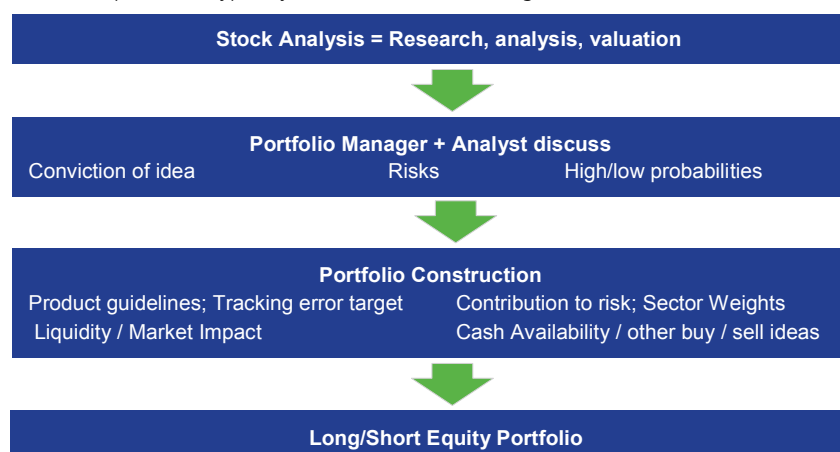 Stock Analysis = Research, analysis, valuation
Portfolio Manager + Analyst discuss
Conviction of idea Risks High/low probabilities
Portfolio Construction
Product guidelines; Tracking error target Contribution to risk; Sector Weights
Liquidity / Market Impact Cash Availability / other buy / sell ideas
Long/Short Equity Portfolio